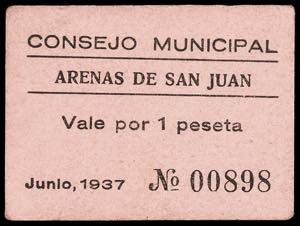 CONSEJO MUNICIPAL
ARENAS DE SAN JUAN
Vale por 1 peseta
Junio, 1937 № 00898